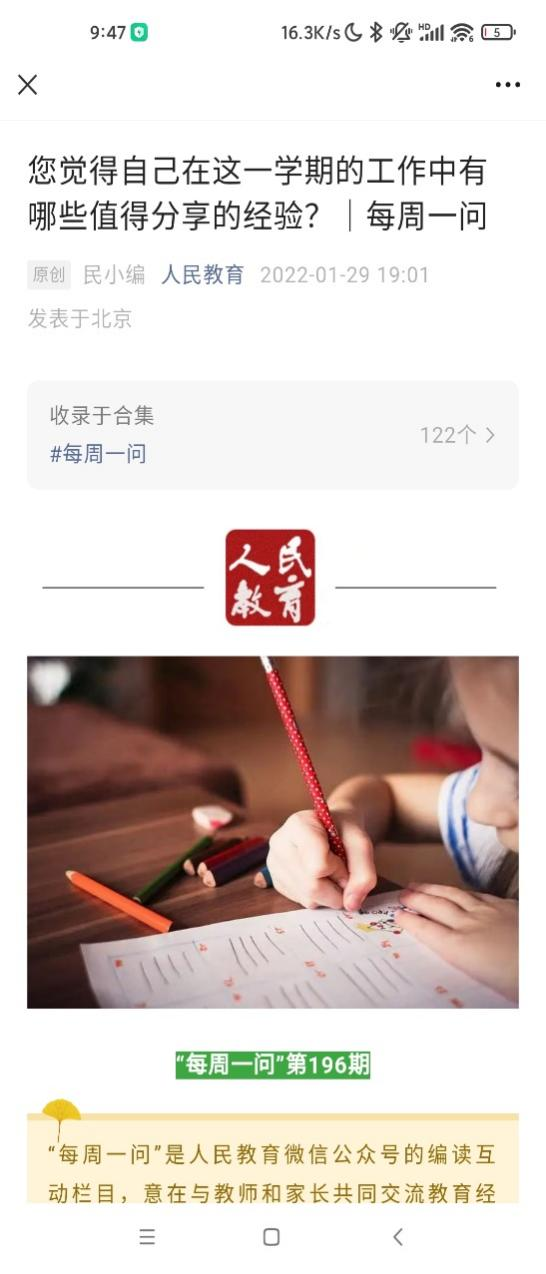 9:47
16.3K/s
HD
6
5
您觉得自己在这一学期的工作中有
哪些值得分享的经验？｜每周一问
原创 民小编 人民教育 2022-01-29 19:01
发表于北京
收录于合集
#每周一问
122个
人民
教育
“每周一问”第196期
“每周一问”是人民教育微信公众号的编读互
动栏目，意在与教师和家长共同交流教育经